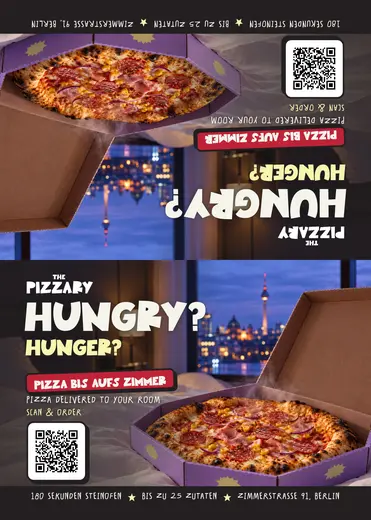 180 SEKUNDEN STEINOFEN ★ BIS ZU 25 ZUTATEN ★ ZIMMERSTRASSE 91, BERLIN
THE
PIZZARY
HUNGRY?
HUNGER?
PIZZA BIS AUFS ZIMMER
PIZZA DELIVERED TO YOUR ROOM
SCAN & ORDER
THE
PIZZARY
HUNGRY?
HUNGER?
PIZZA BIS AUFS ZIMMER
PIZZA DELIVERED TO YOUR ROOM
SCAN & ORDER
180 SEKUNDEN STEINOFEN ★ BIS ZU 25 ZUTATEN ★ ZIMMERSTRASSE 91, BERLIN